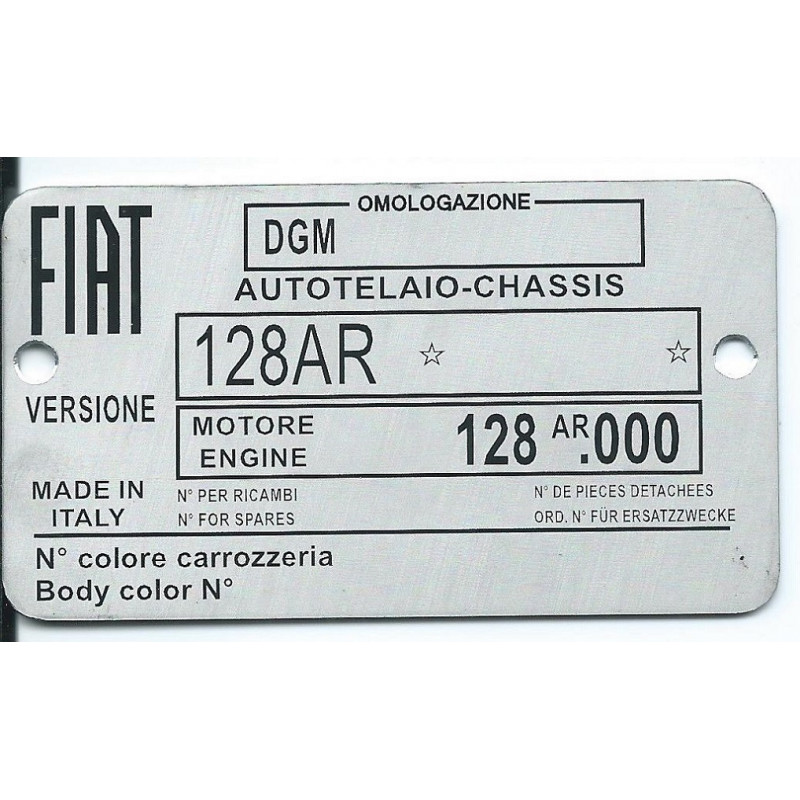 FIAT
OMOLOGAZIONE
DGM
AUTOTELAIO-CHASSIS
128AR ☆ ☆
VERSIONE
MOTORE
ENGINE
128 AR.000
MADE IN
ITALY
N° PER RICAMBI
N° FOR SPARES
N° DE PIECES DETACHEES
ORD. N° FÜR ERSATZZWECKE
N° colore carrozzeria
Body color N°